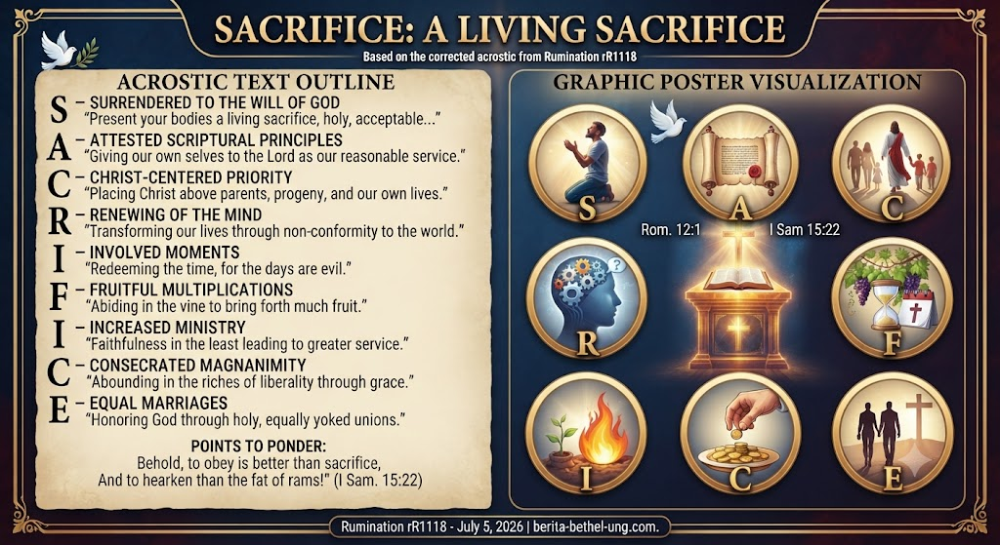 SACRIFICE: A LIVING SACRIFICE
Based on the corrected acrostic from Rumination rR1118
ACROSTIC TEXT OUTLINE
S – SURRENDERED TO THE WILL OF GOD
“Present your bodies a living sacrifice, holy, acceptable...”
A – ATTESTED SCRIPTURAL PRINCIPLES
“Giving our own selves to the Lord as our reasonable service.”
C – CHRIST-CENTERED PRIORITY
“Placing Christ above parents, progeny, and our own lives.”
R – RENEWING OF THE MIND
“Transforming our lives through non-conformity to the world.”
I – INVOLVED MOMENTS
“Redeeming the time, for the days are evil.”
F – FRUITFUL MULTIPLICATIONS
“Abiding in the vine to bring forth much fruit.”
I – INCREASED MINISTRY
“Faithfulness in the least leading to greater service.”
C – CONSECRATED MAGNANIMITY
“Abounding in the riches of liberality through grace.”
E – EQUAL MARRIAGES
“Honoring God through holy, equally yoked unions.”
POINTS TO PONDER:
Behold, to obey is better than sacrifice,
And to hearken than the fat of rams!” (I Sam. 15:22)
GRAPHIC POSTER VISUALIZATION
S
A
C
Rom. 12:1
I Sam 15:22
R
?
I
F
I
C
E
Rumination rR1118 - July 5, 2026 | berita-bethel-ung.com.